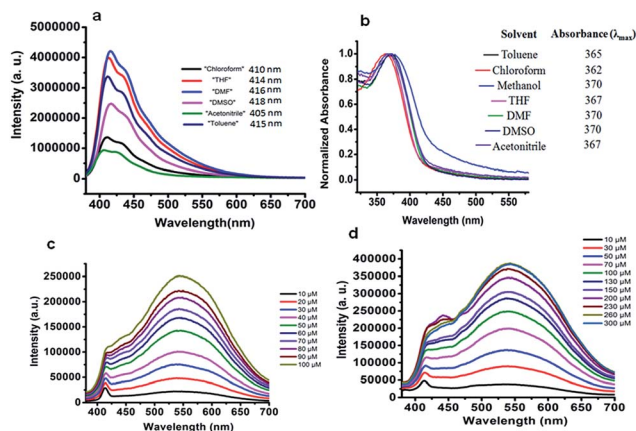 a
5000000
4000000
3000000
2000000
1000000
0
Intensity (a. u.)
400 450 500 550 600 650 700
Wavelength(nm)
"Chloroform" 410 nm
"THF" 414 nm
"DMF" 416 nm
"DMSO" 418 nm
"Acetonitrile" 405 nm
"Toluene" 415 nm
b
1.0
0.8
0.6
0.4
0.2
0.0
Normalized Absorbance
350 400 450 500 550
Wavelength (nm)
Solvent Absorbance (λmax)
Toluene 365
Chloroform 362
Methanol 370
THF 367
DMF 370
DMSO 370
Acetonitrile 367
c
250000
200000
150000
100000
50000
0
Intensity (a. u.)
400 450 500 550 600 650 700
Wavelength (nm)
10 µM
20 µM
30 µM
40 µM
50 µM
60 µM
70 µM
80 µM
90 µM
100 µM
d
400000
350000
300000
250000
200000
150000
100000
50000
0
Intensity (a. u.)
400 450 500 550 600 650 700
Wavelength (nm)
10 µM
30 µM
50 µM
70 µM
100 µM
130 µM
150 µM
200 µM
230 µM
260 µM
300 µM